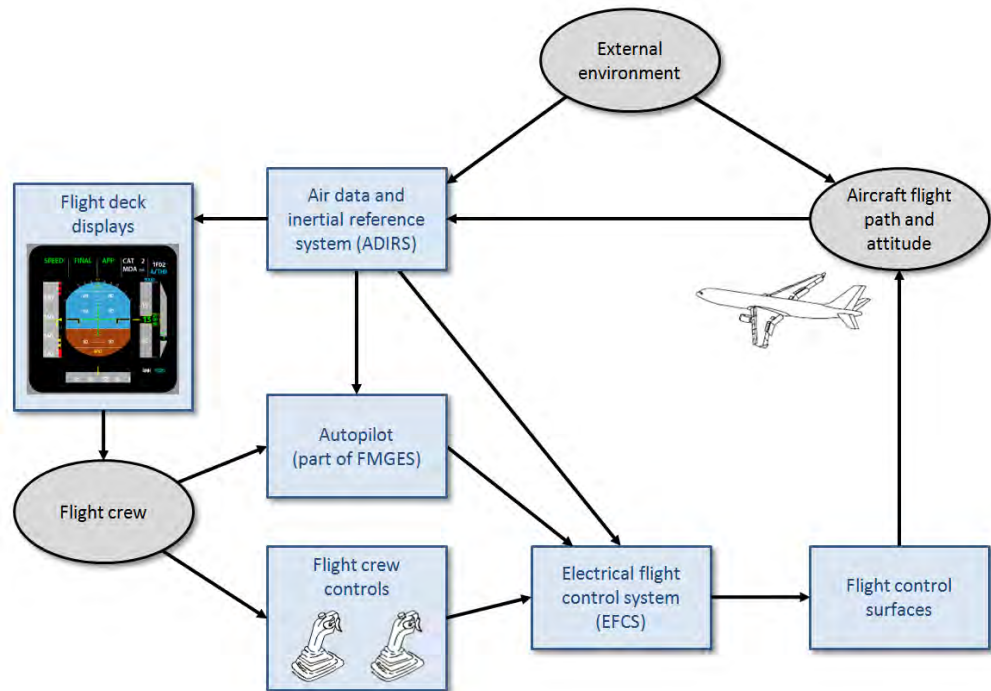 External
environment
Air data and
inertial reference
system (ADIRS)
Flight deck
displays
Aircraft flight
path and
attitude
SPEED FINAL APP CAT 2
MDA
1FD2
A/THR
Autopilot
(part of FMGES)
Flight crew
Flight crew
controls
Electrical flight
control system
(EFCS)
Flight control
surfaces